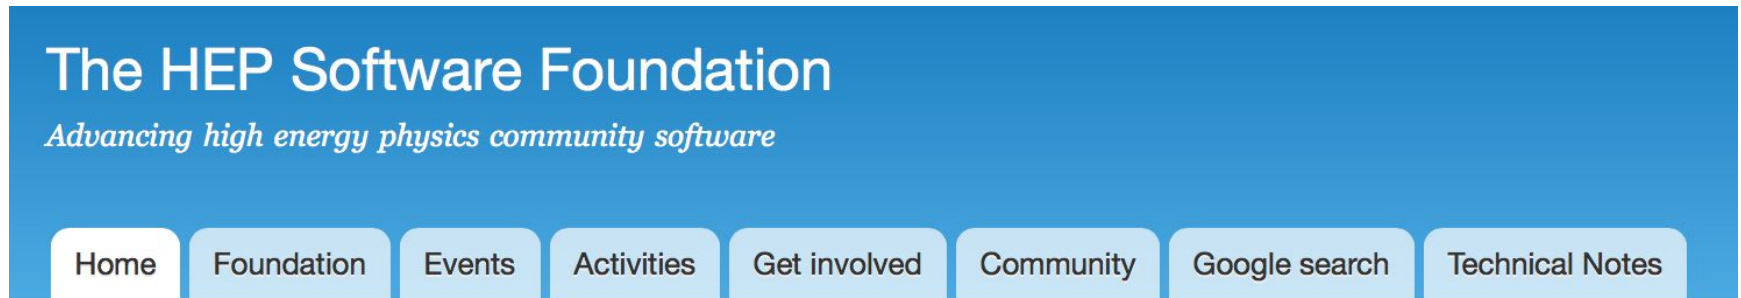 The HEP Software Foundation
Advancing high energy physics community software
Home Foundation Events Activities Get involved Community Google search Technical Notes